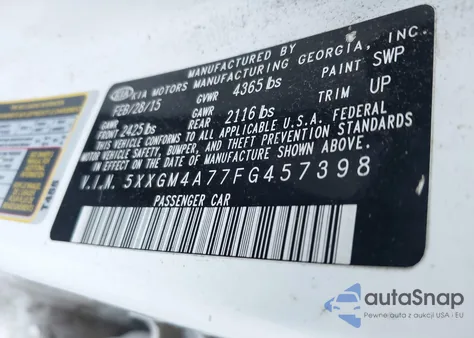 MANUFACTURED BY
KIA KIA MOTORS MANUFACTURING GEORGIA, INC.
FEB/28/15 GVWR 4365 lbs PAINT SWP
GAWR GAWR TRIM UP
FRONT 2425 lbs REAR 2116 lbs
THIS VEHICLE CONFORMS TO ALL APPLICABLE U.S.A. FEDERAL
MOTOR VEHICLE SAFETY, BUMPER, AND THEFT PREVENTION STANDARDS
IN EFFECT ON THE DATE OF MANUFACTURE SHOWN ABOVE.
V.I.N. 5XXGM4A77FG457398
PASSENGER CAR
autoSnap
Pewne auta z aukcji USA i EU